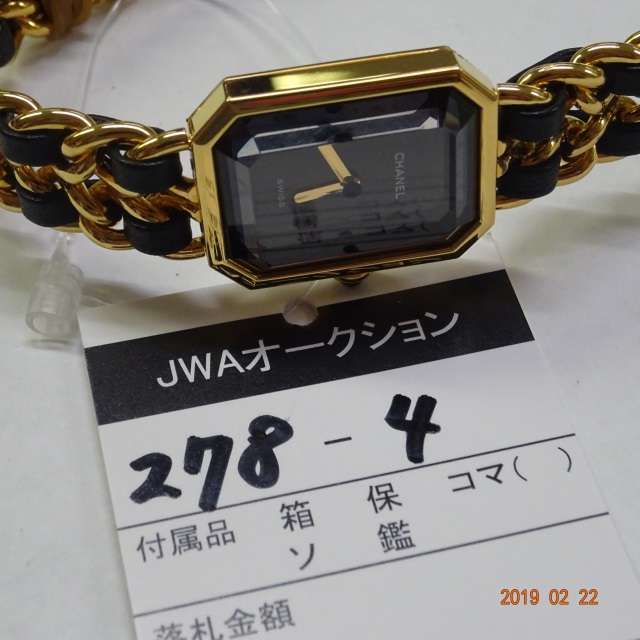 CHANEL
SWISS
JWAオークション
278-4
付属品 箱 保 コマ( )
ソ 鑑
落札金額
2019 02 22